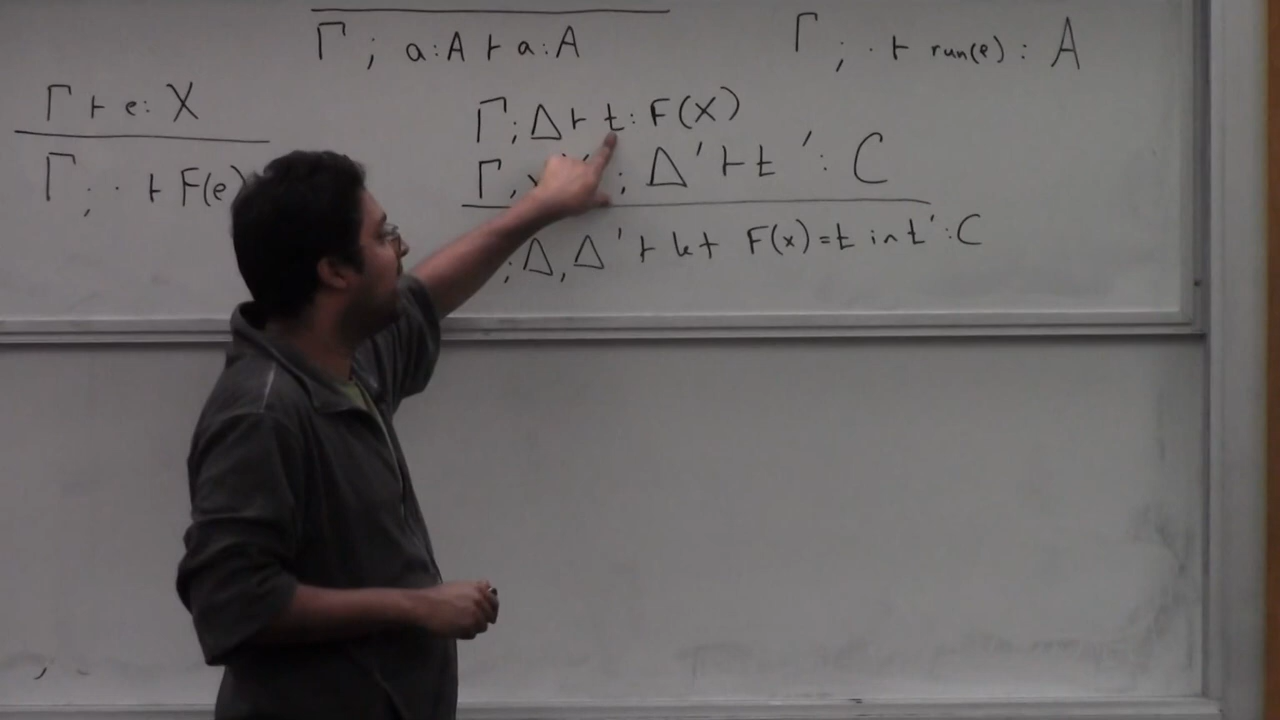 Γ ; a : A ⊢ a : A
Γ ; · ⊢ run(e) : A
Γ ⊢ e : X
Γ ; · ⊢ F(e)
Γ ; Δ ⊢ t : F(X)
Γ, ; Δ' ⊢ t' : C
; Δ, Δ' ⊢ let F(x) = t in t' : C